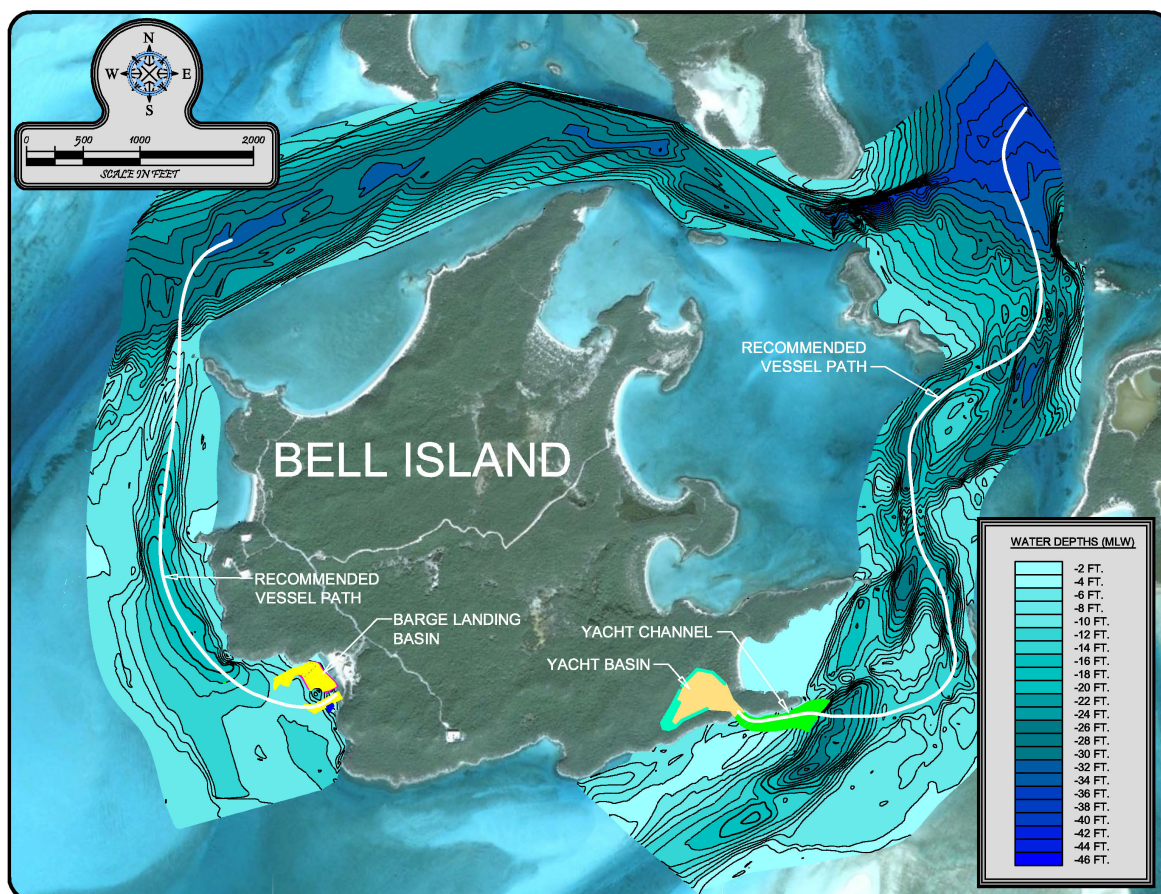 N
W
E
S
0
500
1000
2,000
SCALE IN FEET
RECOMMENDED
VESSEL PATH
BELL ISLAND
RECOMMENDED
VESSEL PATH
BARGE LANDING
BASIN
YACHT CHANNEL
YACHT BASIN
WATER DEPTHS (MLW)
-2 FT.
-4 FT.
-6 FT.
-8 FT.
-10 FT.
-12 FT.
-14 FT.
-16 FT.
-18 FT.
-20 FT.
-22 FT.
-24 FT.
-26 FT.
-28 FT.
-30 FT.
-32 FT.
-34 FT.
-36 FT.
-38 FT.
-40 FT.
-42 FT.
-44 FT.
-46 FT.